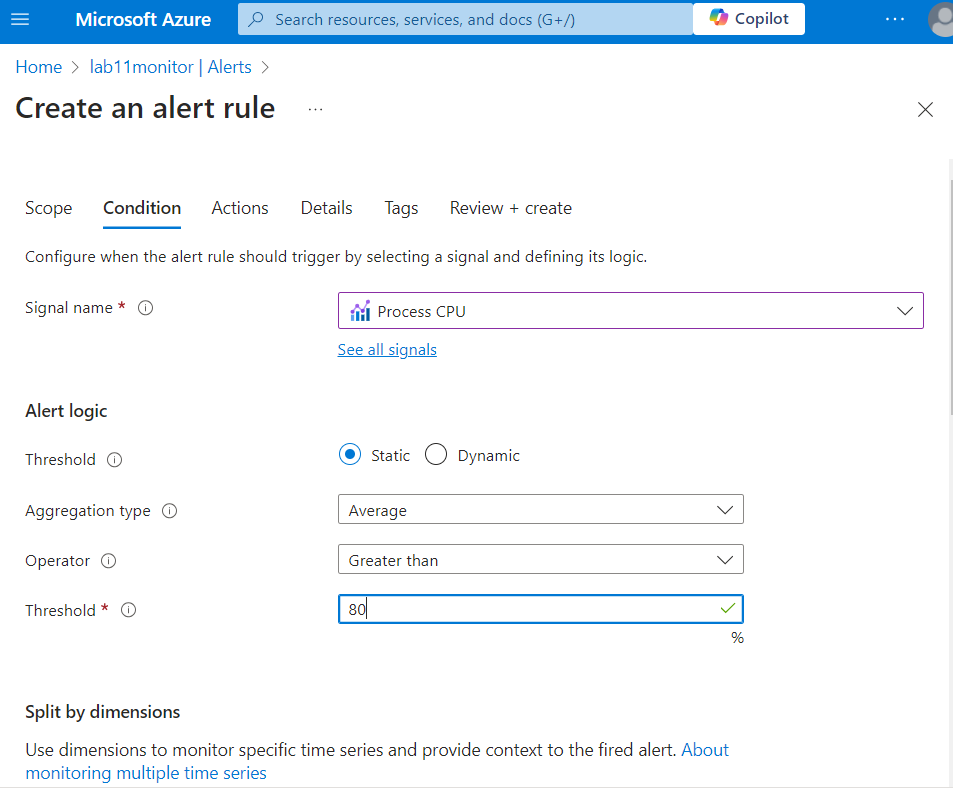 Microsoft Azure
Search resources, services, and docs (G+/)
Copilot
...
Home > lab11monitor | Alerts >
Create an alert rule ...
Scope Condition Actions Details Tags Review + create
Configure when the alert rule should trigger by selecting a signal and defining its logic.
Signal name *
Process CPU
See all signals
Alert logic
Threshold
Static Dynamic
Aggregation type
Average
Operator
Greater than
Threshold *
80
%
Split by dimensions
Use dimensions to monitor specific time series and provide context to the fired alert. About
monitoring multiple time series